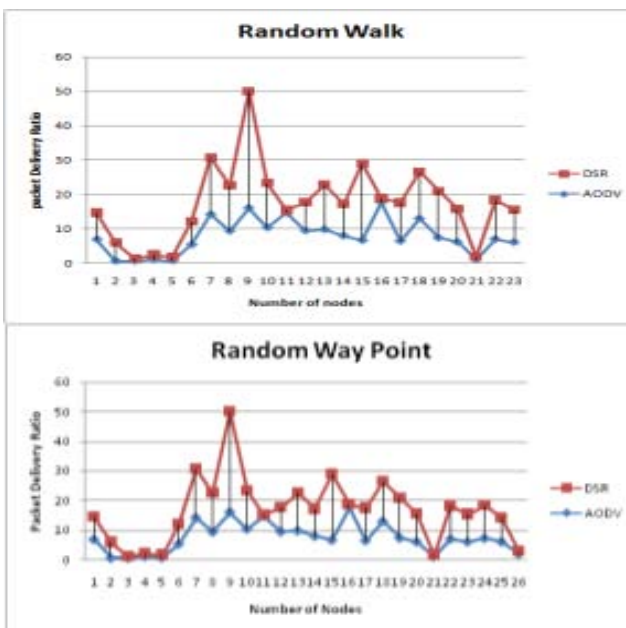 Random Walk
packet Delivery Ratio
60
50
40
30
20
10
0
1 2 3 4 5 6 7 8 9 10 11 12 13 14 15 16 17 18 19 20 21 22 23
Number of nodes
DSR
AODV
Random Way Point
Packet Delivery Ratio
60
50
40
30
20
10
0
1 2 3 4 5 6 7 8 9 10 11 12 13 14 15 16 17 18 19 20 21 22 23 24 25 26
Number of Nodes
DSR
AODV